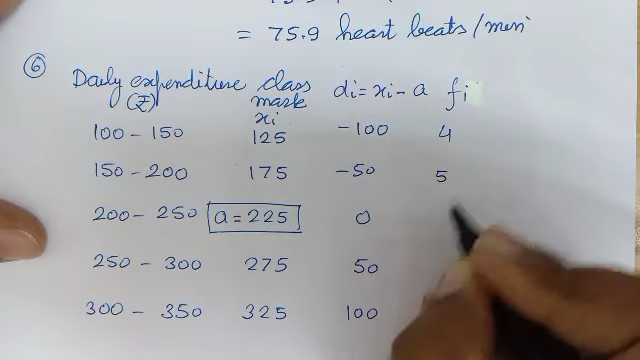 = 75.9 heart beats/min
6
Daily expenditure (₹) class mark xi di = xi - a fi
100 - 150 125 -100 4
150 - 200 175 -50 5
200 - 250 a = 225 0
250 - 300 275 50
300 - 350 325 100